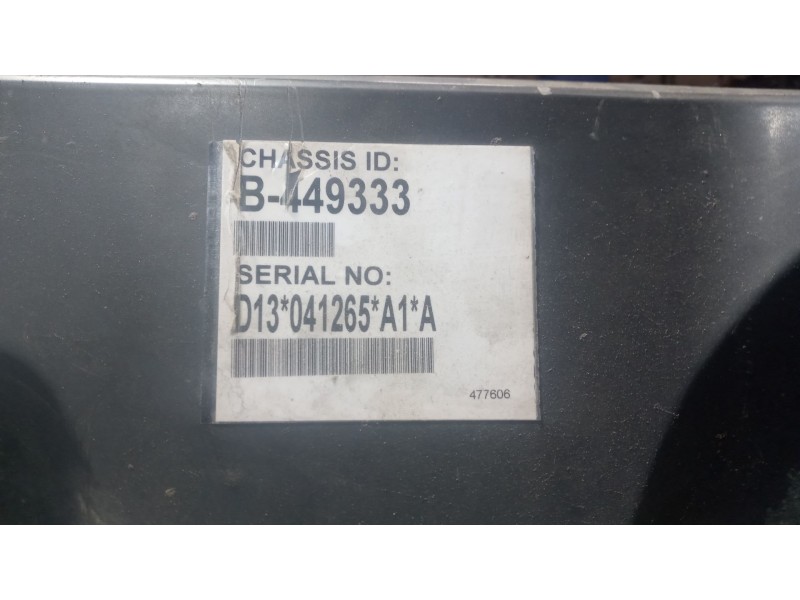 CHASSIS ID:
B-449333
SERIAL NO:
D13*041265*A1*A
477606